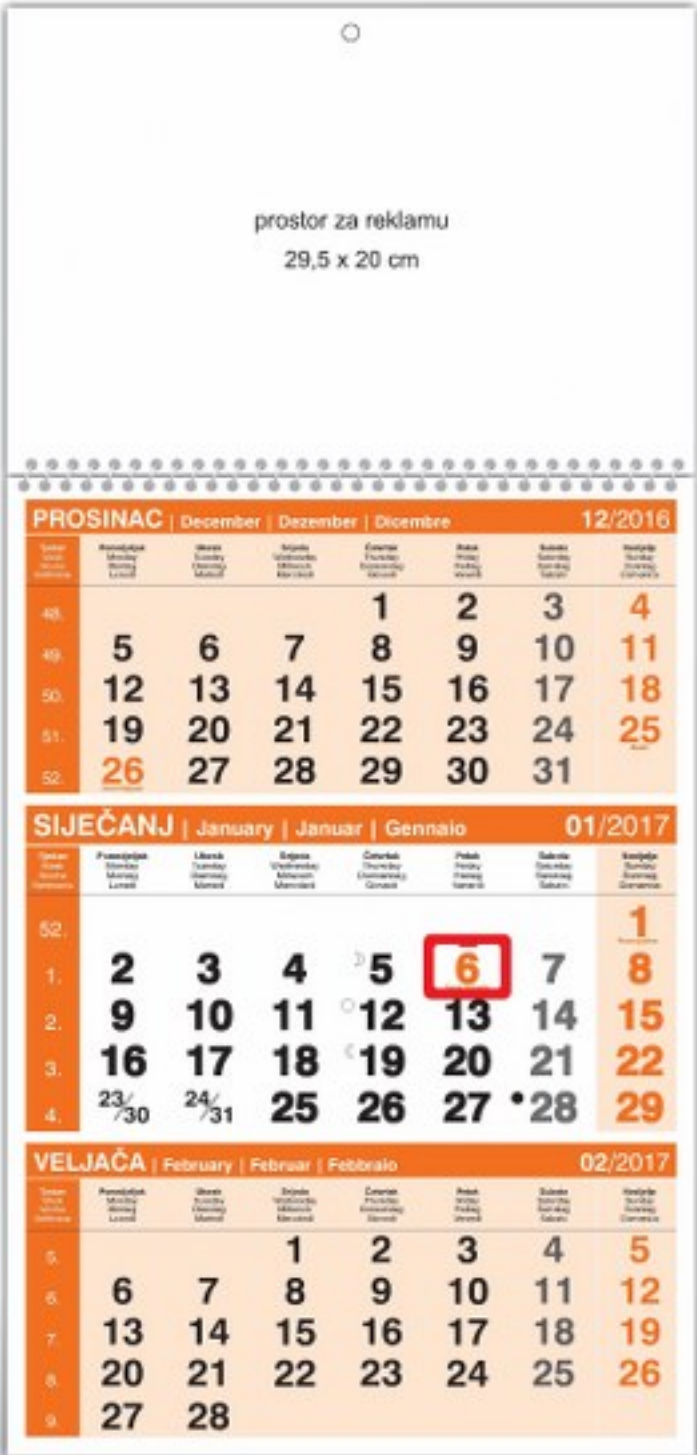 prostor za reklamu
29,5 x 20 cm
PROSINAC | December | Dezember | Dicembre 12/2016
48. 1 2 3 4
49. 5 6 7 8 9 10 11
50. 12 13 14 15 16 17 18
51. 19 20 21 22 23 24 25
52. 26 27 28 29 30 31
SIJEČANJ | January | Januar | Gennaio 01/2017
52. 1
1. 2 3 4 5 6 7 8
2. 9 10 11 12 13 14 15
3. 16 17 18 19 20 21 22
4. 23/30 24/31 25 26 27 28 29
VELJAČA | February | Februar | Febbraio 02/2017
5. 1 2 3 4 5
6. 6 7 8 9 10 11 12
7. 13 14 15 16 17 18 19
8. 20 21 22 23 24 25 26
9. 27 28